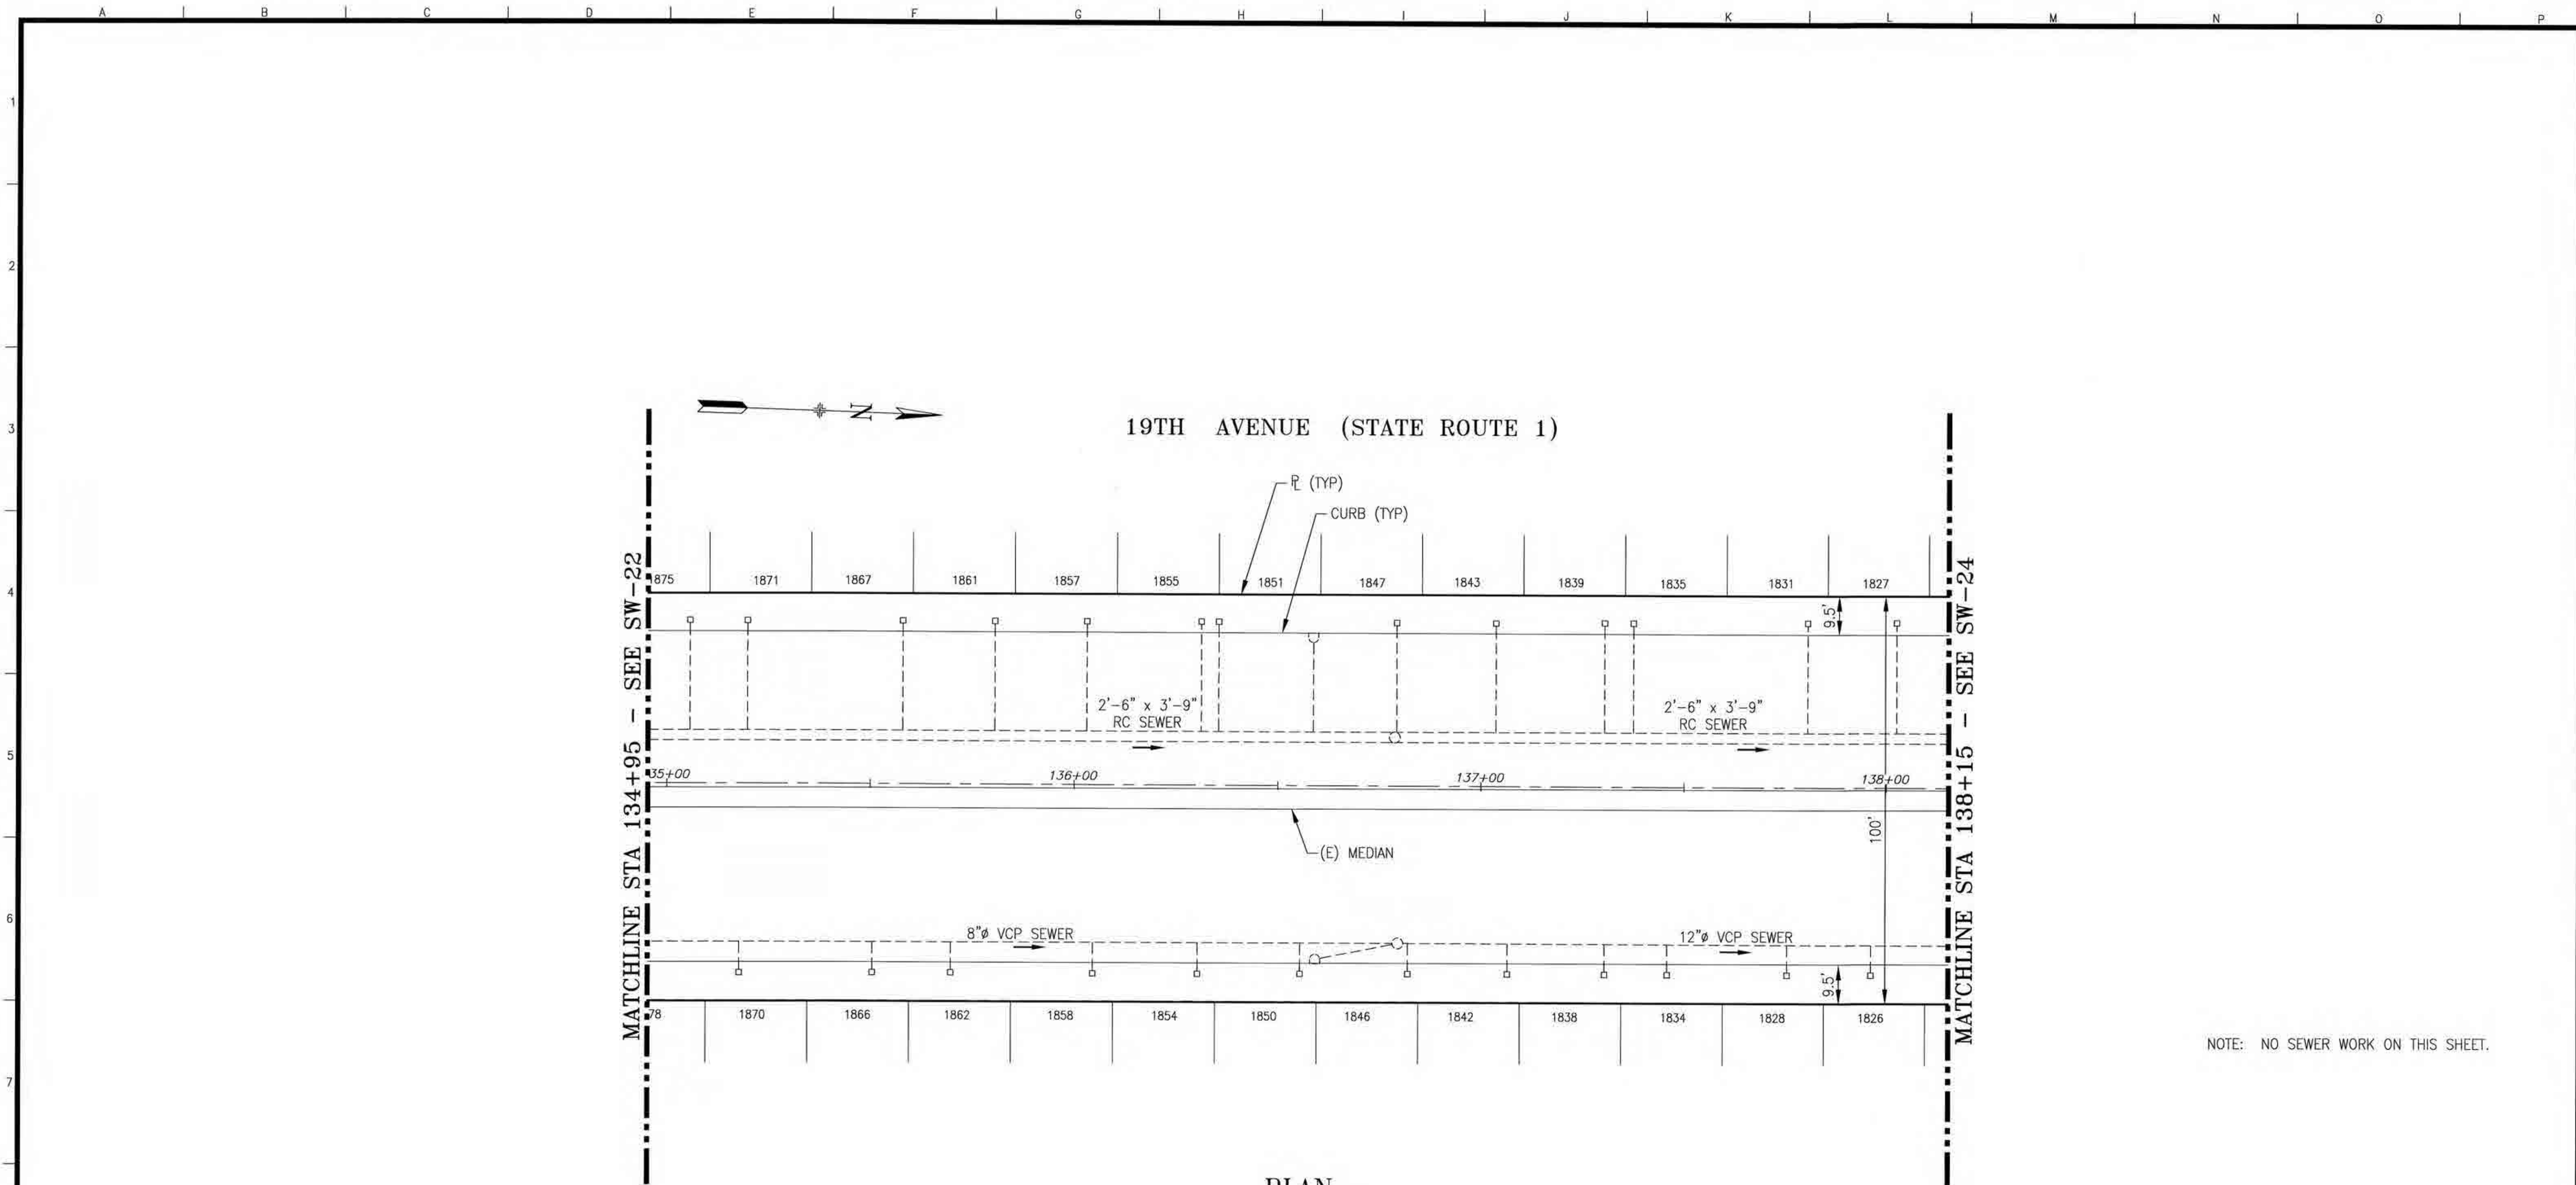 A B C D E F G H I J K L M N O P
1
2
3
4
5
6
7
N
19TH AVENUE (STATE ROUTE 1)
PL (TYP)
CURB (TYP)
MATCHLINE STA 134+95 - SEE SW-22
MATCHLINE STA 138+15 - SEE SW-24
1875 1871 1867 1861 1857 1855 1851 1847 1843 1839 1835 1831 1827
9.5'
2'-6" x 3'-9"
RC SEWER
2'-6" x 3'-9"
RC SEWER
35+00 136+00 137+00 138+00
100'
(E) MEDIAN
8"ø VCP SEWER
12"ø VCP SEWER
9.5'
78 1870 1866 1862 1858 1854 1850 1846 1842 1838 1834 1828 1826
NOTE: NO SEWER WORK ON THIS SHEET.
PLAN